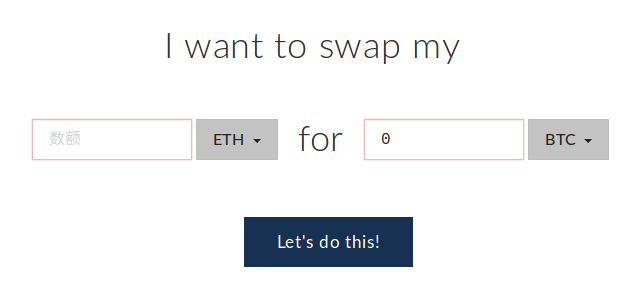 I want to swap my
数额 ETH for 0 BTC
Let's do this!